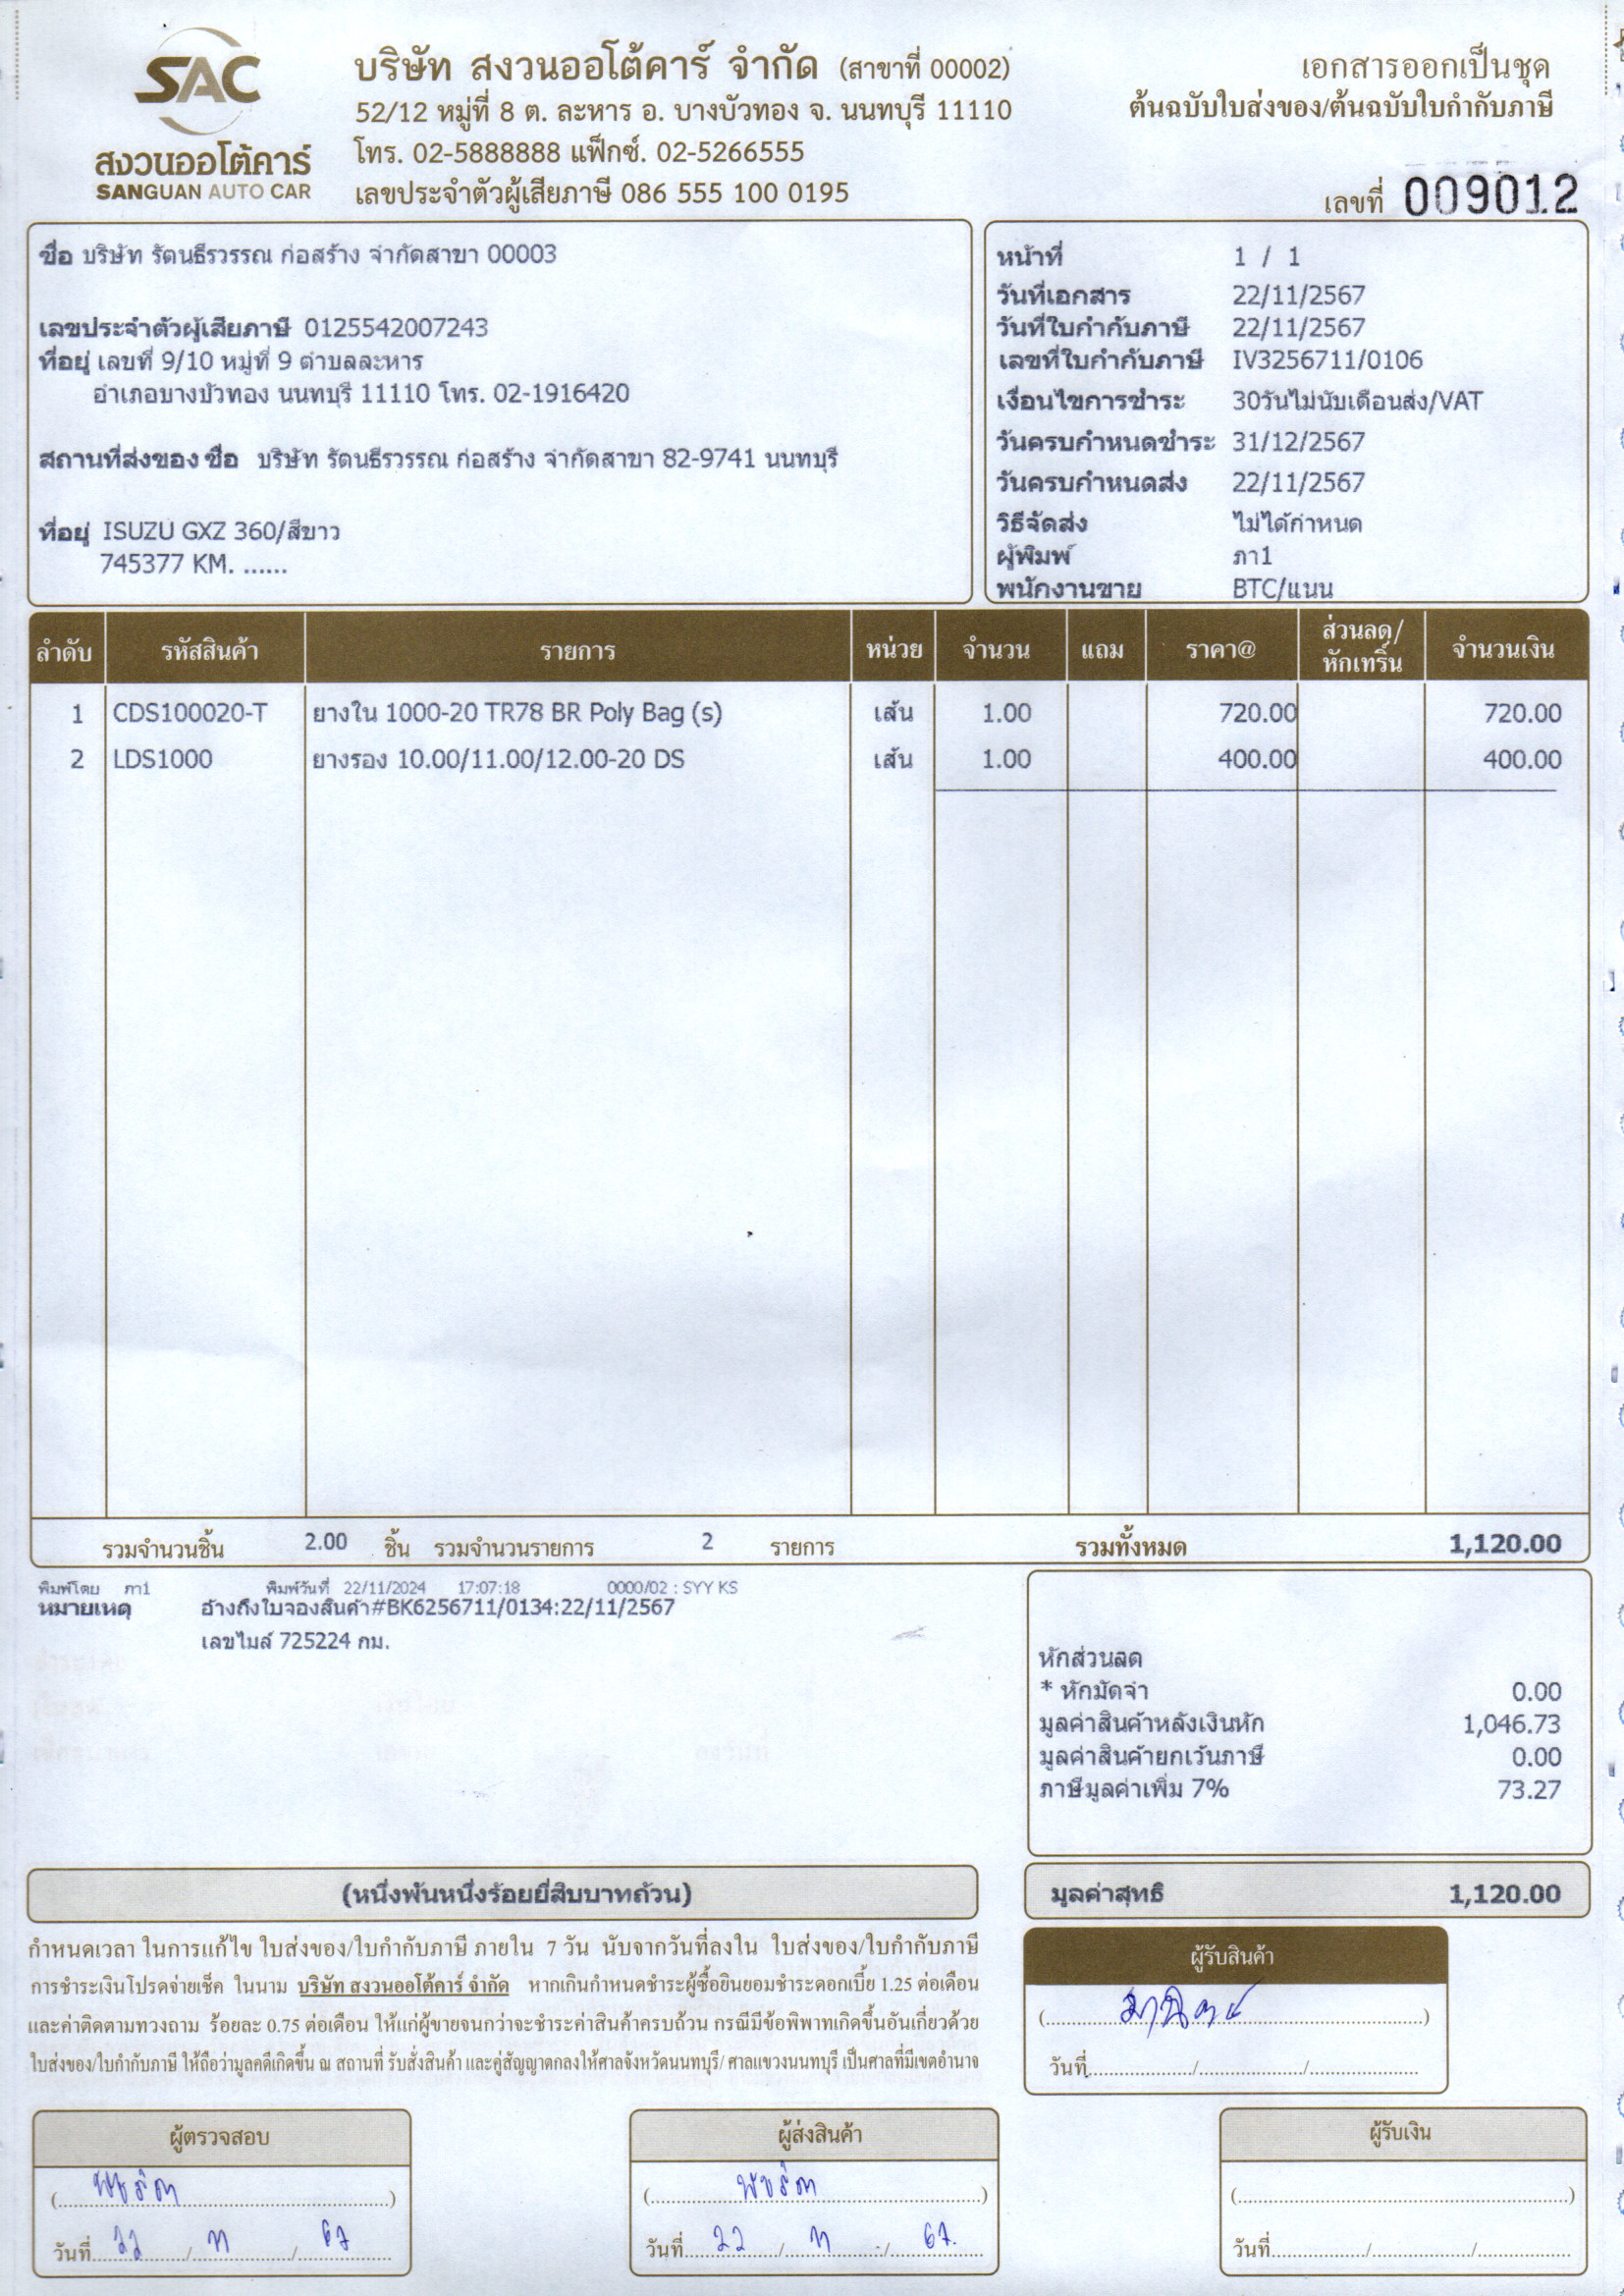 SAC
สงวนออโต้คาร์
SANGUAN AUTO CAR
บริษัท สงวนออโต้คาร์ จำกัด (สาขาที่ 00002)
52/12 หมู่ที่ 8 ต. ละหาร อ. บางบัวทอง จ. นนทบุรี 11110
โทร. 02-5888888 แฟ็กซ์. 02-5266555
เลขประจำตัวผู้เสียภาษี 086 555 100 0195
เอกสารออกเป็นชุด
ต้นฉบับใบส่งของ/ต้นฉบับใบกำกับภาษี
เลขที่ 009012
ชื่อ บริษัท รัตนธีรวรรณ ก่อสร้าง จำกัดสาขา 00003
เลขประจำตัวผู้เสียภาษี 0125542007243
ที่อยู่ เลขที่ 9/10 หมู่ที่ 9 ตำบลละหาร
อำเภอบางบัวทอง นนทบุรี 11110 โทร. 02-1916420
สถานที่ส่งของ ชื่อ บริษัท รัตนธีรวรรณ ก่อสร้าง จำกัดสาขา 82-9741 นนทบุรี
ที่อยู่ ISUZU GXZ 360/สีขาว
745377 KM. ......
หน้าที่ 1 / 1
วันที่เอกสาร 22/11/2567
วันที่ใบกำกับภาษี 22/11/2567
เลขที่ใบกำกับภาษี IV3256711/0106
เงื่อนไขการชำระ 30วันไม่นับเดือนส่ง/VAT
วันครบกำหนดชำระ 31/12/2567
วันครบกำหนดส่ง 22/11/2567
วิธีจัดส่ง ไม่ได้กำหนด
ผู้พิมพ์ ภา1
พนักงานขาย BTC/แนน
ลำดับ รหัสสินค้า รายการ หน่วย จำนวน แถม ราคา@ ส่วนลด/หักเทริ์น จำนวนเงิน
1 CDS100020-T ยางใน 1000-20 TR78 BR Poly Bag (s) เส้น 1.00 720.00 720.00
2 LDS1000 ยางรอง 10.00/11.00/12.00-20 DS เส้น 1.00 400.00 400.00
รวมจำนวนชิ้น 2.00 ชิ้น รวมจำนวนรายการ 2 รายการ รวมทั้งหมด 1,120.00
พิมพ์โดย ภา1 พิมพ์วันที่ 22/11/2024 17:07:18 0000/02 : SYY KS
หมายเหตุ อ้างถึงใบจองสินค้า#BK6256711/0134:22/11/2567
เลขไมล์ 725224 กม.
หักส่วนลด
* หักมัดจำ 0.00
มูลค่าสินค้าหลังเงินหัก 1,046.73
มูลค่าสินค้ายกเว้นภาษี 0.00
ภาษีมูลค่าเพิ่ม 7% 73.27
(หนึ่งพันหนึ่งร้อยยี่สิบบาทถ้วน)
มูลค่าสุทธิ 1,120.00
กำหนดเวลา ในการแก้ไข ใบส่งของ/ใบกำกับภาษี ภายใน 7 วัน นับจากวันที่ลงใน ใบส่งของ/ใบกำกับภาษี
การชำระเงินโปรดจ่ายเช็ค ในนาม บริษัท สงวนออโต้คาร์ จำกัด หากเกินกำหนดชำระผู้ซื้อยินยอมชำระดอกเบี้ย 1.25 ต่อเดือน
และค่าติดตามทวงถาม ร้อยละ 0.75 ต่อเดือน ให้แก่ผู้ขายจนกว่าจะชำระค่าสินค้าครบถ้วน กรณีมีข้อพิพาทเกิดขึ้นอันเกี่ยวด้วย
ใบส่งของ/ใบกำกับภาษี ให้ถือว่ามูลคดีเกิดขึ้น ณ สถานที่ รับสั่งสินค้า และคู่สัญญาตกลงให้ศาลจังหวัดนนทบุรี/ ศาลแขวงนนทบุรี เป็นศาลที่มีเขตอำนาจ
ผู้รับสินค้า
วันที่ / /
ผู้ตรวจสอบ
วันที่ 22 / 11 / 67
ผู้ส่งสินค้า
วันที่ 22 / 11 / 67
ผู้รับเงิน
วันที่ / /